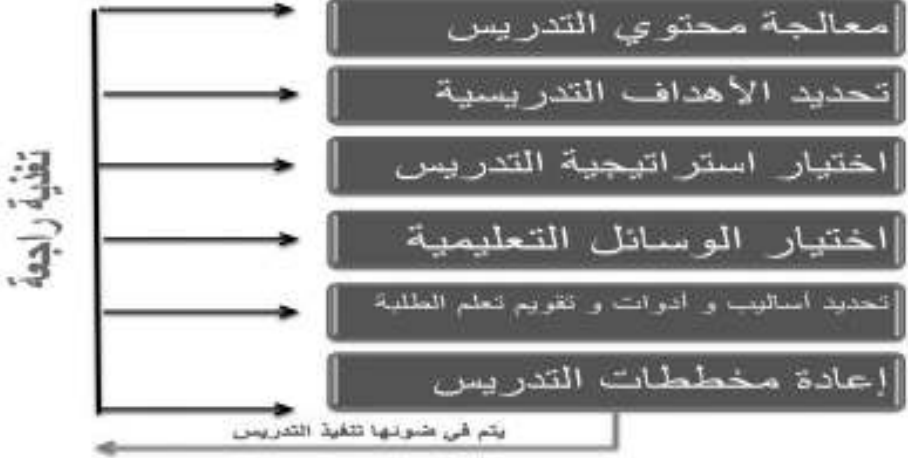 معالجة محتوي التدريس
تحديد الأهداف التدريسية
اختيار استراتيجية التدريس
اختيار الوسائل التعليمية
تحديد أساليب و أدوات و تقويم تعلم الطلبة
إعادة مخططات التدريس
يتم في ضوئها تنفيذ التدريس
تغذية راجعة